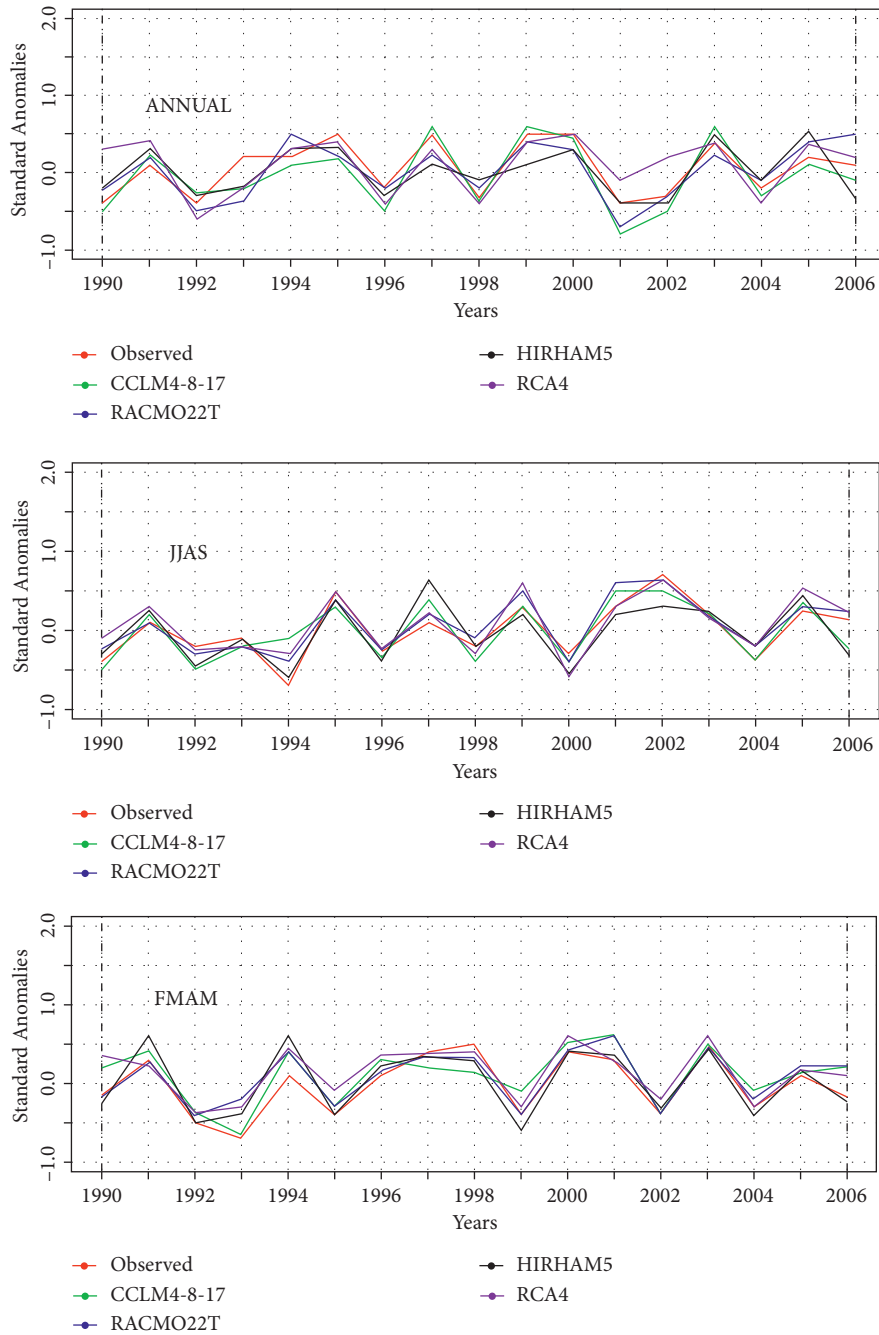 Standard Anomalies
2.0
1.0
0.0
−1.0
ANNUAL
1990 1992 1994 1996 1998 2000 2002 2004 2006
Years
Observed
CCLM4-8-17
RACMO22T
HIRHAM5
RCA4
Standard Anomalies
2.0
1.0
0.0
−1.0
JJAS
1990 1992 1994 1996 1998 2000 2002 2004 2006
Years
Observed
CCLM4-8-17
RACMO22T
HIRHAM5
RCA4
Standard Anomalies
2.0
1.0
0.0
−1.0
FMAM
1990 1992 1994 1996 1998 2000 2002 2004 2006
Years
Observed
CCLM4-8-17
RACMO22T
HIRHAM5
RCA4